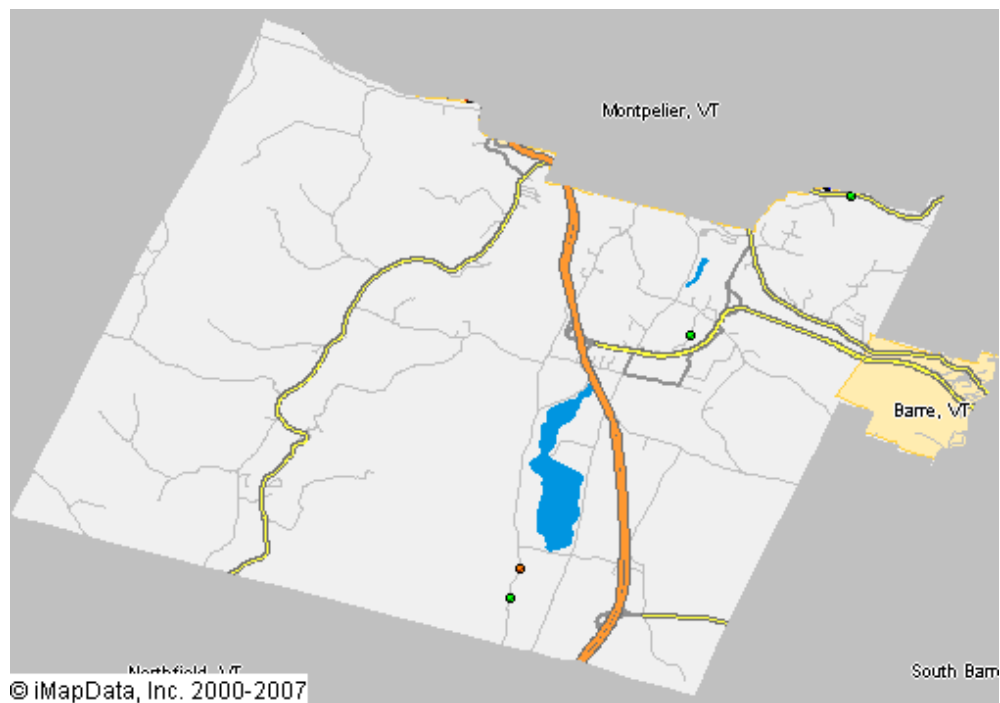 Montpelier, VT
Barre, VT
Northfield, VT
South Barre
© iMapData, Inc. 2000-2007